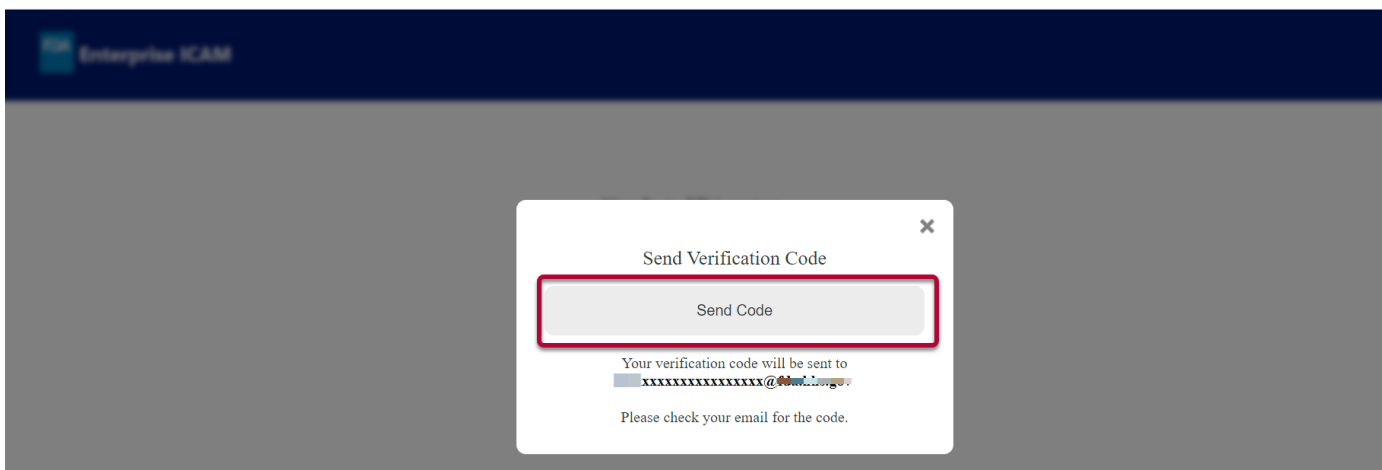 FDA Enterprise ICAM
Send Verification Code
Send Code
Your verification code will be sent to
xxxxxxxxxxxxxxxx@
Please check your email for the code.